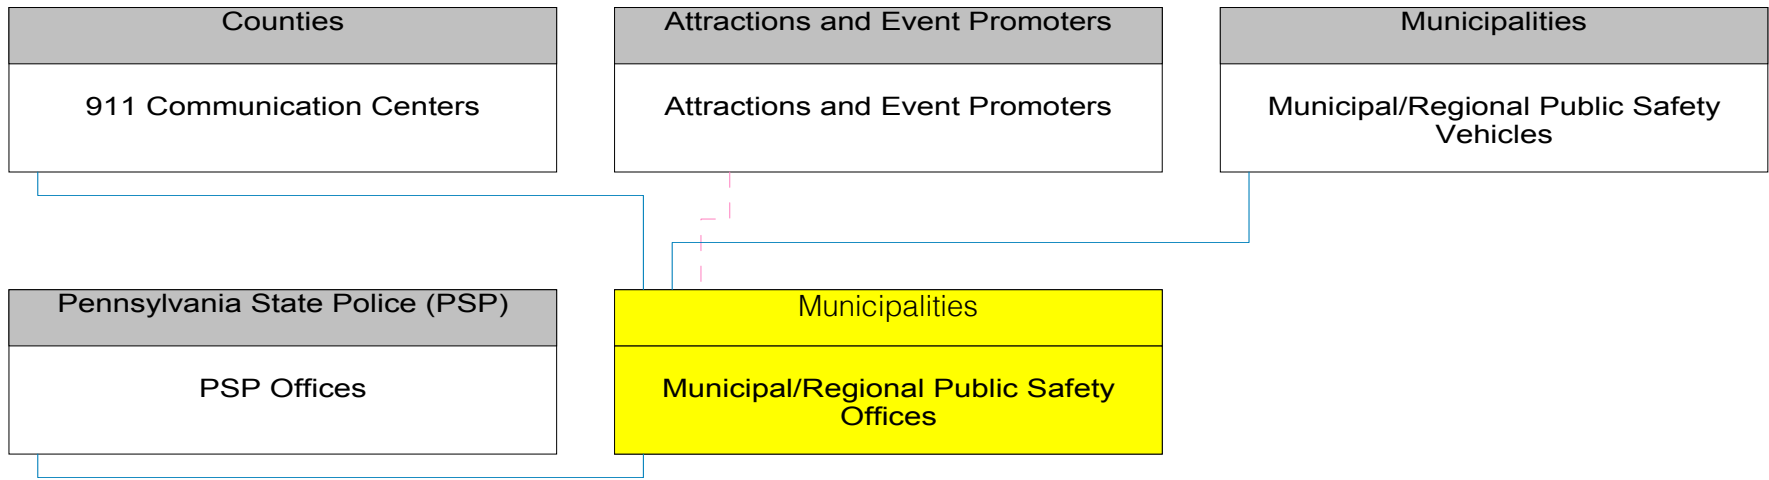 Counties
911 Communication Centers
Attractions and Event Promoters
Attractions and Event Promoters
Municipalities
Municipal/Regional Public Safety
Vehicles
Pennsylvania State Police (PSP)
PSP Offices
Municipalities
Municipal/Regional Public Safety
Offices